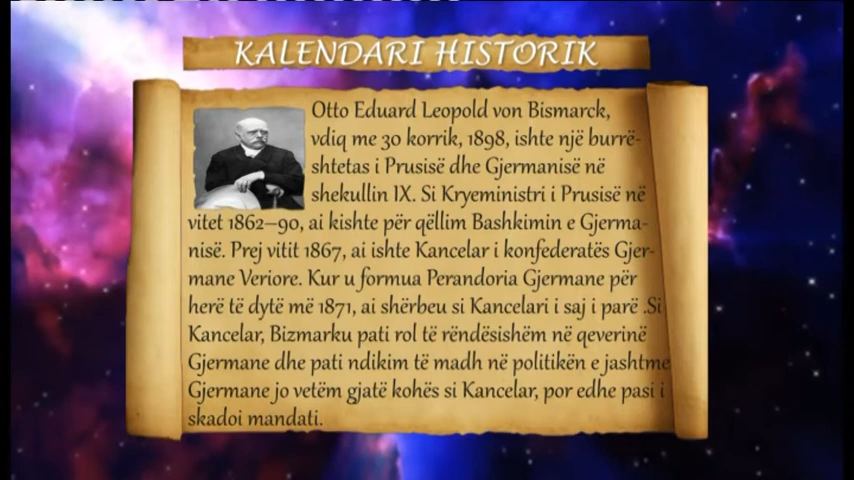 KALENDARI HISTORIK
Otto Eduard Leopold von Bismarck,
vdiq me 30 korrik, 1898, ishte një burrë-
shtetas i Prusisë dhe Gjermanisë në
shekullin IX. Si Kryeministri i Prusisë në
vitet 1862–90, ai kishte për qëllim Bashkimin e Gjerma-
nisë. Prej vitit 1867, ai ishte Kancelar i konfederatës Gjer-
mane Veriore. Kur u formua Perandoria Gjermane për
herë të dytë më 1871, ai shërbeu si Kancelari i saj i parë .Si
Kancelar, Bizmarku pati rol të rëndësishëm në qeverinë
Gjermane dhe pati ndikim të madh në politikën e jashtme
Gjermane jo vetëm gjatë kohës si Kancelar, por edhe pasi i
skadoi mandati.